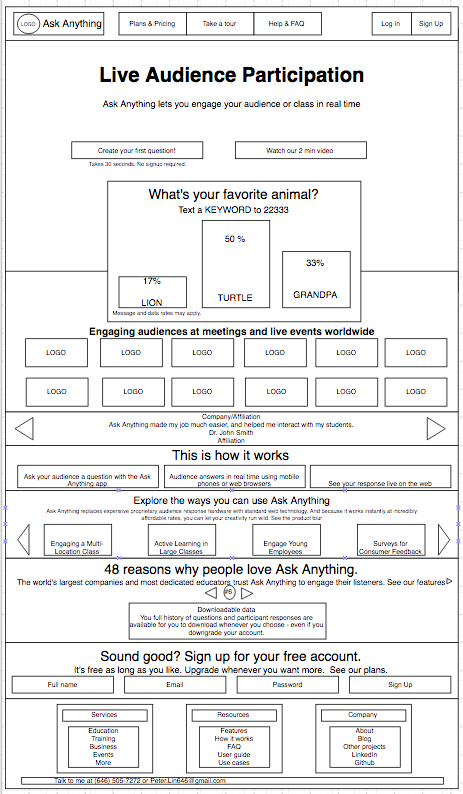 LOGO Ask Anything Plans & Pricing Take a tour Help & FAQ Log In Sign Up
Live Audience Participation
Ask Anything lets you engage your audience or class in real time
Create your first question! Watch our 2 min video
Takes 30 seconds. No signup required.
What's your favorite animal?
Text a KEYWORD to 22333
50 %
33%
17%
GRANDPA
TURTLE
LION
Message and data rates may apply.
Engaging audiences at meetings and live events worldwide
LOGO LOGO LOGO LOGO LOGO LOGO
LOGO LOGO LOGO LOGO LOGO LOGO
Company/Affiliation
Ask Anything made my job much easier, and helped me interact with my students.
Dr. John Smith
Affiliation
This is how it works
Ask your audience a question with the Ask
Anything app
Audience answers in real time using mobile
phones or web browsers
See your response live on the web
Explore the ways you can use Ask Anything
Ask Anything replaces expensive proprietary audience response hardware with standard web technology. And because it works instantly at incredibly
affordable rates, you can let your creativity run wild. See the product tour
Engaging a Multi-
Location Class
Active Learning in
Large Classes
Engage Young
Employees
Surveys for
Consumer Feedback
48 reasons why people love Ask Anything.
The world's largest companies and most dedicated educators trust Ask Anything to engage their listeners. See our features
#6
Downloadable data
You full history of questions and participant responses are
available for you to download whenever you choose - even if you
downgrade your account.
Sound good? Sign up for your free account.
It's free as long as you like. Upgrade whenever you want more. See our plans.
Full name Email Password Sign Up
Services
Education
Training
Business
Events
More
Resources
Features
How it works
FAQ
User guide
Use cases
Company
About
Blog
Other projects
LinkedIn
Github
Talk to me at (646) 505-7272 or Peter.Lin646@gmail.com